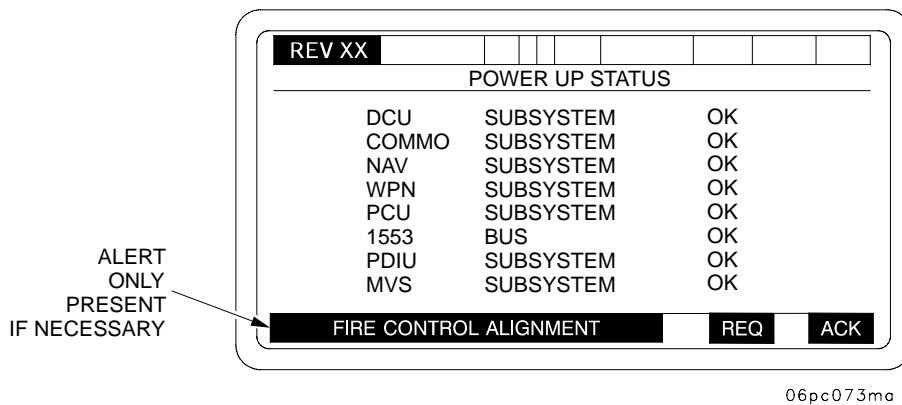 REV XX
POWER UP STATUS
DCU SUBSYSTEM OK
COMMO SUBSYSTEM OK
NAV SUBSYSTEM OK
WPN SUBSYSTEM OK
PCU SUBSYSTEM OK
1553 BUS OK
PDIU SUBSYSTEM OK
MVS SUBSYSTEM OK
ALERT
ONLY
PRESENT
IF NECESSARY
FIRE CONTROL ALIGNMENT REQ ACK
06pc073ma